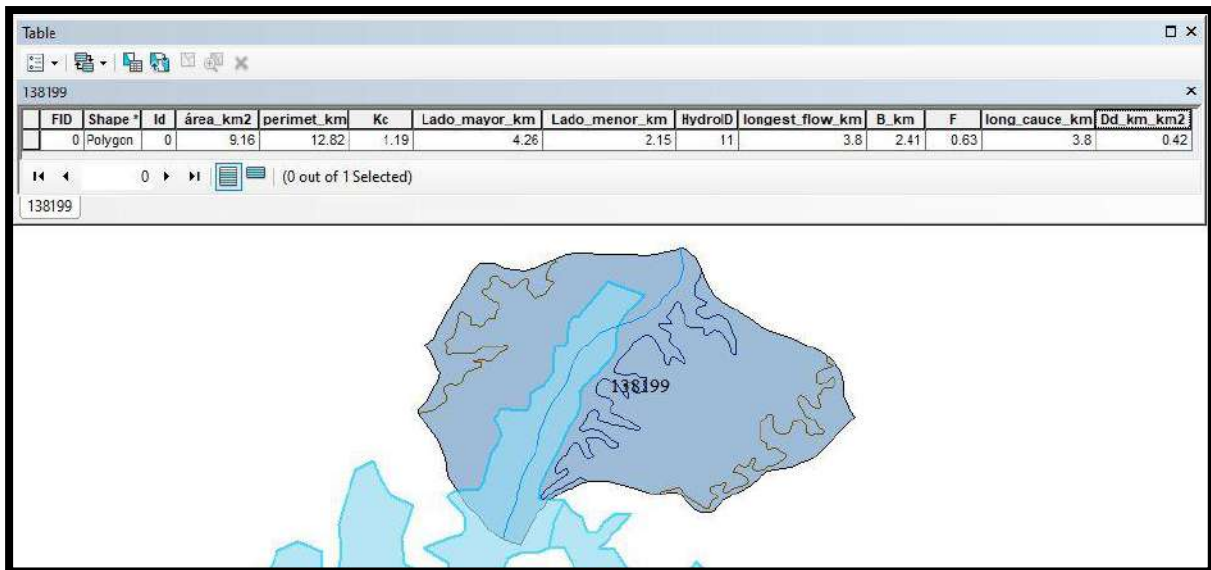 Table
138199
FID Shape * Id área_km2 perimet_km Kc Lado_mayor_km Lado_menor_km HydroID longest_flow_km B_km F long_cauce_km Dd_km_km2
0 Polygon 0 9.16 12.82 1.19 4.26 2.15 11 3.8 2.41 0.63 3.8 0.42
0 (0 out of 1 Selected)
138199
138199